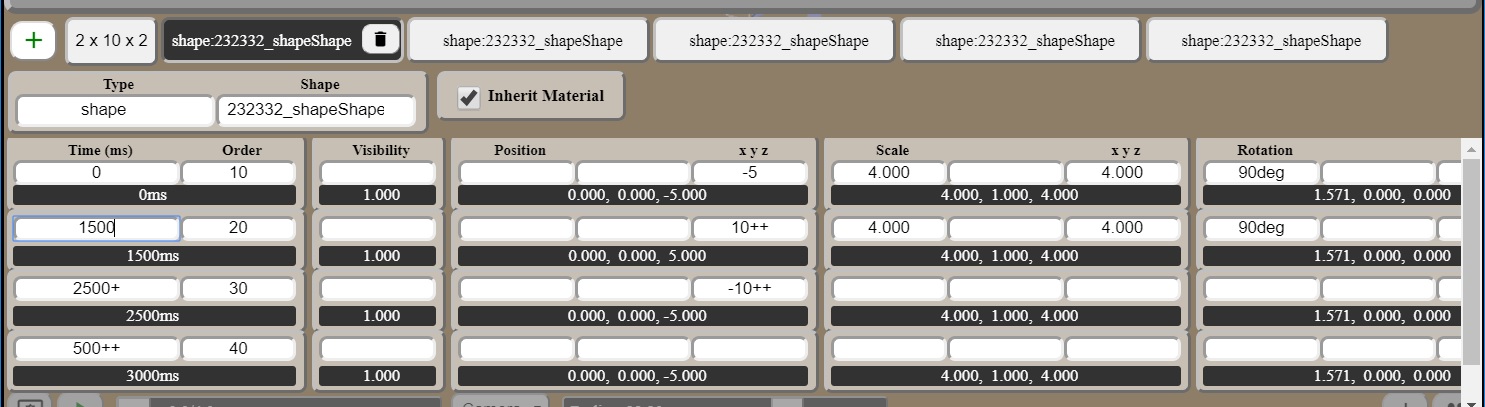 + 2 x 10 x 2 shape:232332_shapeShape shape:232332_shapeShape shape:232332_shapeShape shape:232332_shapeShape shape:232332_shapeShape
Type Shape
shape 232332_shapeShape Inherit Material
Time (ms) Order Visibility Position x y z Scale x y z Rotation
0 10 -5 4.000 4.000 90deg
0ms 1.000 0.000, 0.000, -5.000 4.000, 1.000, 4.000 1.571, 0.000, 0.000
1500 20 10++ 4.000 4.000 90deg
1500ms 1.000 0.000, 0.000, 5.000 4.000, 1.000, 4.000 1.571, 0.000, 0.000
2500+ 30 -10++
2500ms 1.000 0.000, 0.000, -5.000 4.000, 1.000, 4.000 1.571, 0.000, 0.000
500++ 40
3000ms 1.000 0.000, 0.000, -5.000 4.000, 1.000, 4.000 1.571, 0.000, 0.000